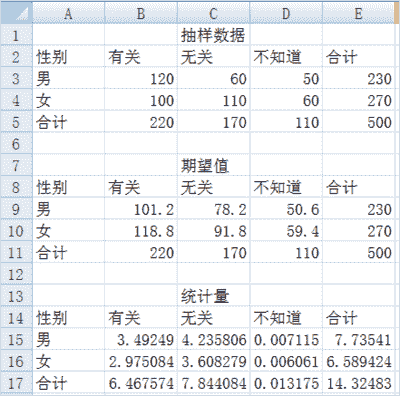 A B C D E
1 抽样数据
2 性别 有关 无关 不知道 合计
3 男 120 60 50 230
4 女 100 110 60 270
5 合计 220 170 110 500
6
7 期望值
8 性别 有关 无关 不知道 合计
9 男 101.2 78.2 50.6 230
10 女 118.8 91.8 59.4 270
11 合计 220 170 110 500
12
13 统计量
14 性别 有关 无关 不知道 合计
15 男 3.49249 4.235806 0.007115 7.73541
16 女 2.975084 3.608279 0.006061 6.589424
17 合计 6.467574 7.844084 0.013175 14.32483